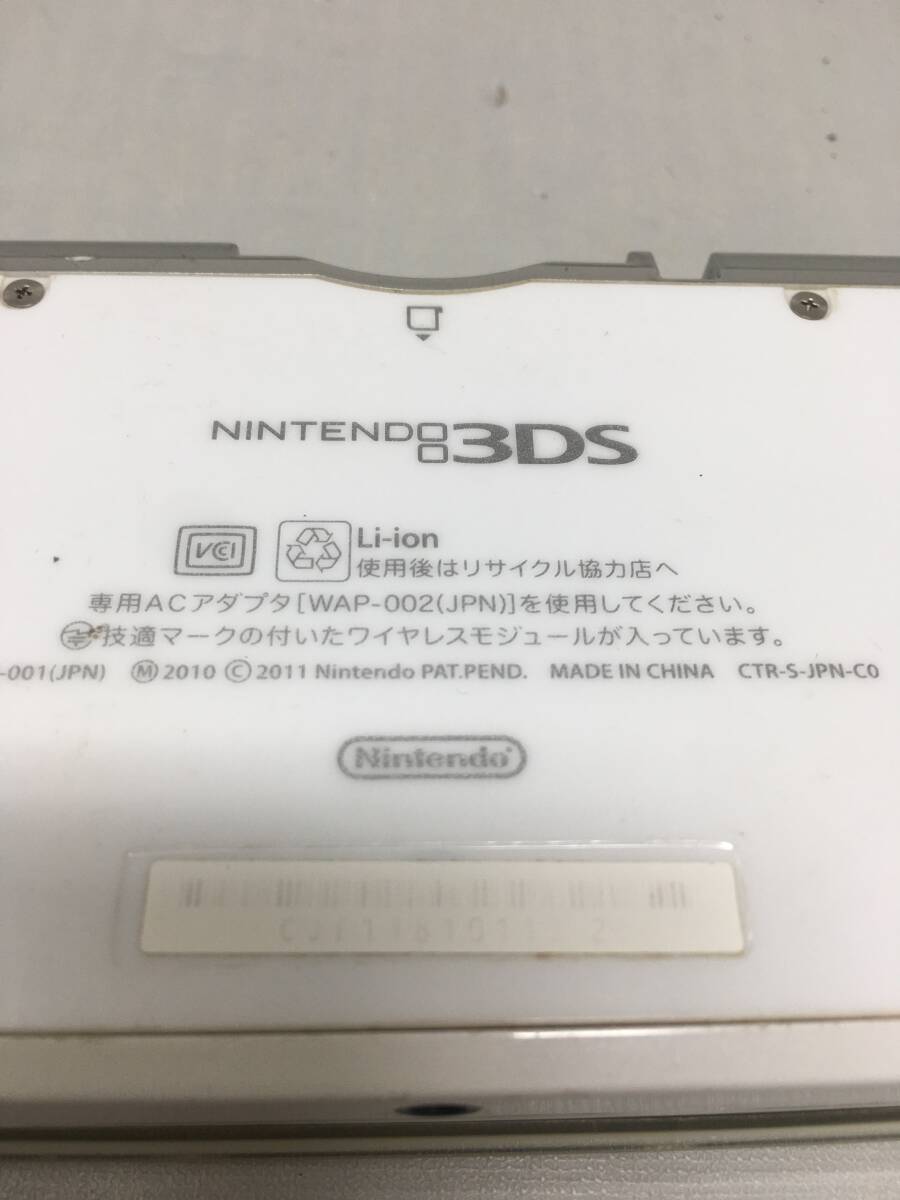 NINTENDO 3DS
VCCI
Li-ion
使用後はリサイクル協力店へ
専用ACアダプタ[WAP-002(JPN)]を使用してください。
技適マークの付いたワイヤレスモジュールが入っています。
-001(JPN) Ⓜ2010 ©2011 Nintendo PAT.PEND. MADE IN CHINA CTR-S-JPN-C0
Nintendo